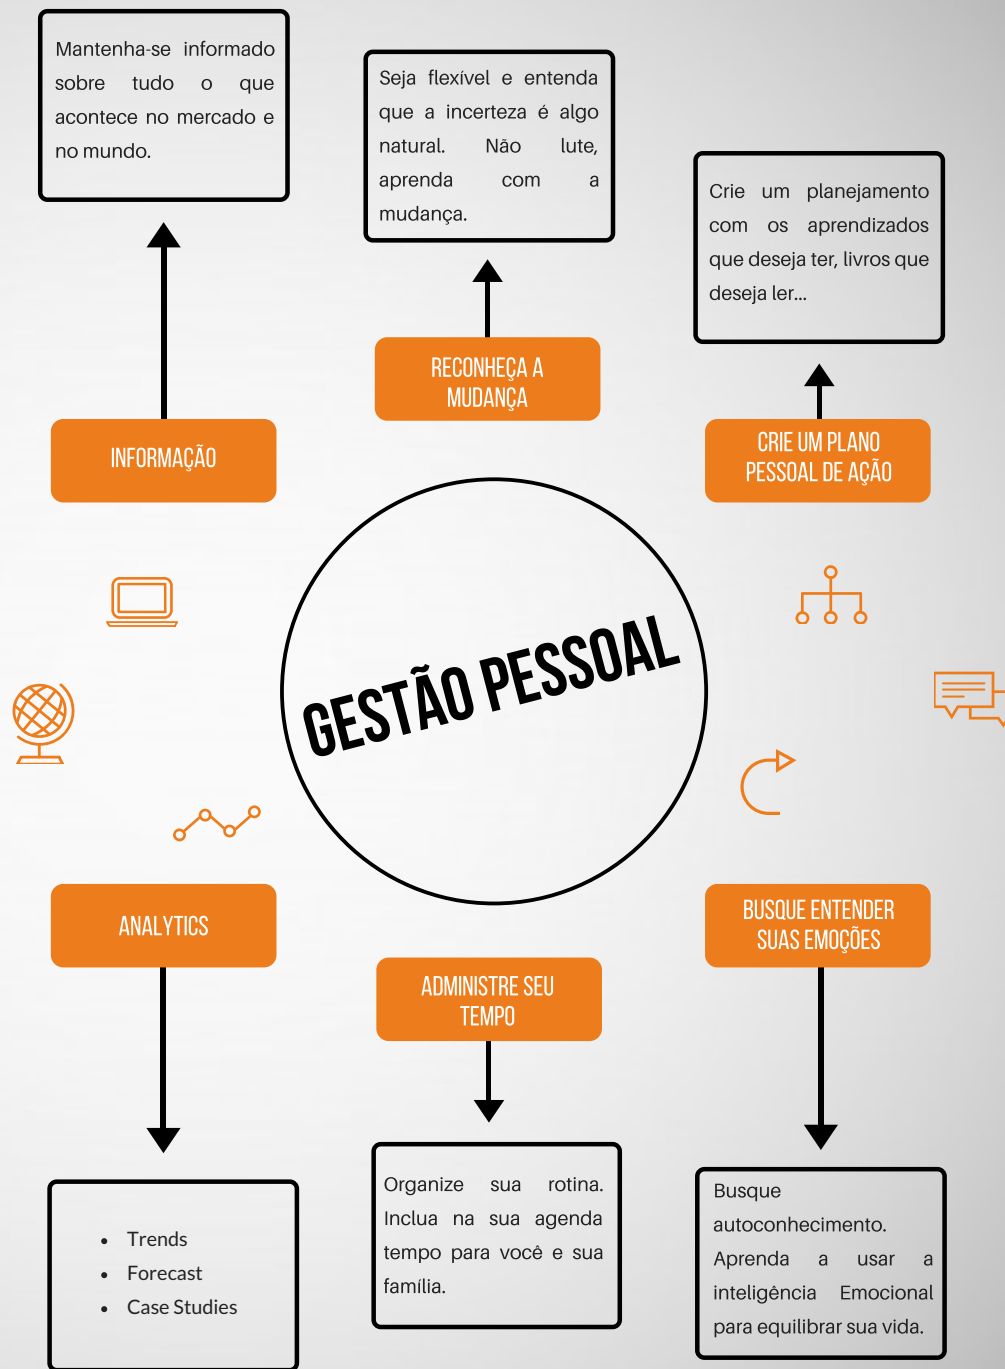 Mantenha-se informado
sobre tudo o que
acontece no mercado e
no mundo.
Seja flexível e entenda
que a incerteza é algo
natural. Não lute,
aprenda com a
mudança.
Crie um planejamento
com os aprendizados
que deseja ter, livros que
deseja ler...
INFORMAÇÃO
RECONHEÇA A
MUDANÇA
CRIE UM PLANO
PESSOAL DE AÇÃO
GESTÃO PESSOAL
ANALYTICS
ADMINISTRE SEU
TEMPO
BUSQUE ENTENDER
SUAS EMOÇÕES
• Trends
• Forecast
• Case Studies
Organize sua rotina.
Inclua na sua agenda
tempo para você e sua
família.
Busque
autoconhecimento.
Aprenda a usar a
inteligência Emocional
para equilibrar sua vida.